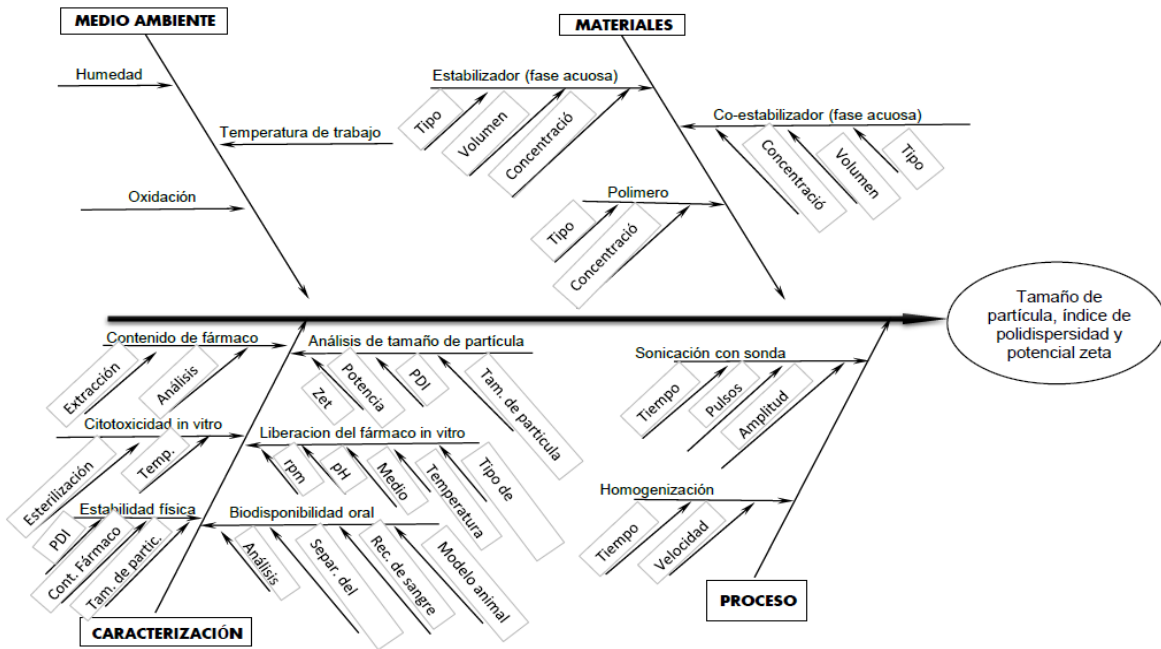 MEDIO AMBIENTE
Humedad
Temperatura de trabajo
Oxidación
MATERIALES
Estabilizador (fase acuosa)
Tipo
Volumen
Concentració
Co-estabilizador (fase acuosa)
Concentració
Volumen
Tipo
Polimero
Tipo
Concentració
Tamaño de
partícula, índice de
polidispersidad y
potencial zeta
Contenido de fármaco
Extracción
Análisis
Análisis de tamaño de partícula
Zet
Potencia
PDI
Tam. de partícula
Citotoxicidad in vitro
Esterilización
Temp.
Liberacion del fármaco in vitro
rpm
pH
Medio
Temperatura
Tipo de
Estabilidad física
PDI
Cont. Fármaco
Tam. de partic.
Biodisponibilidad oral
Análisis
Separ. del
Rec. de sangre
Modelo animal
CARACTERIZACIÓN
Sonicación con sonda
Tiempo
Pulsos
Amplitud
Homogenización
Tiempo
Velocidad
PROCESO